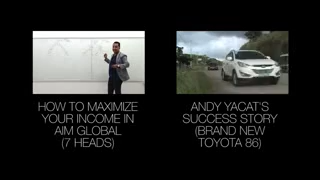 HOW TO MAXIMIZE
YOUR INCOME IN
AIM GLOBAL
(7 HEADS)
ANDY YACAT'S
SUCCESS STORY
(BRAND NEW
TOYOTA 86)